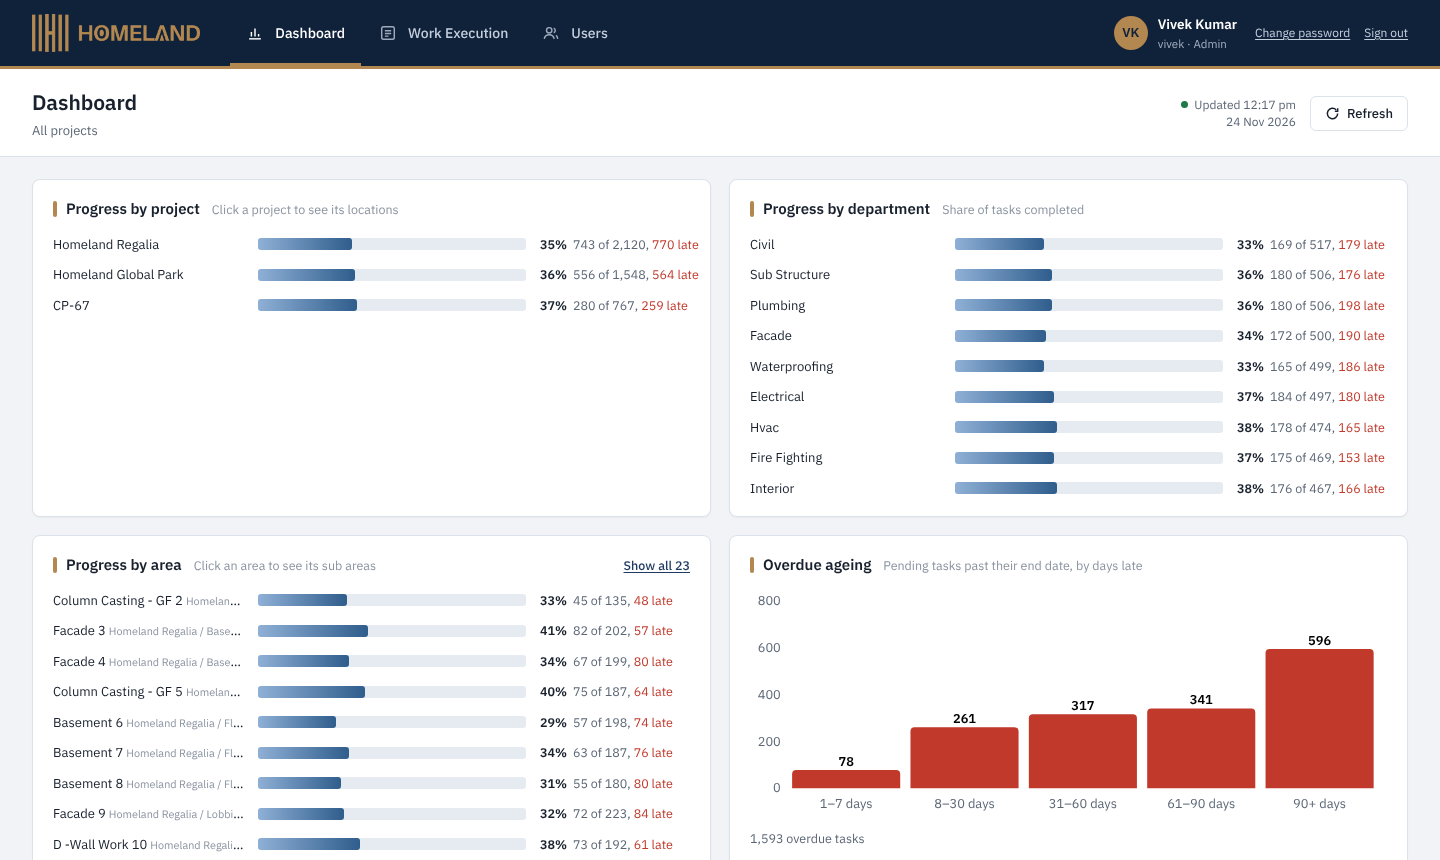 HOMELAND
Dashboard
Work Execution
Users
VK
Vivek Kumar
vivek · Admin
Change password
Sign out
Dashboard
All projects
Updated 12:17 pm
24 Nov 2026
Refresh
Progress by project Click a project to see its locations
Homeland Regalia 35% 743 of 2,120, 770 late
Homeland Global Park 36% 556 of 1,548, 564 late
CP-67 37% 280 of 767, 259 late
Progress by department Share of tasks completed
Civil 33% 169 of 517, 179 late
Sub Structure 36% 180 of 506, 176 late
Plumbing 36% 180 of 506, 198 late
Facade 34% 172 of 500, 190 late
Waterproofing 33% 165 of 499, 186 late
Electrical 37% 184 of 497, 180 late
Hvac 38% 178 of 474, 165 late
Fire Fighting 37% 175 of 469, 153 late
Interior 38% 176 of 467, 166 late
Progress by area Click an area to see its sub areas Show all 23
Column Casting - GF 2 Homelan... 33% 45 of 135, 48 late
Facade 3 Homeland Regalia / Base... 41% 82 of 202, 57 late
Facade 4 Homeland Regalia / Base... 34% 67 of 199, 80 late
Column Casting - GF 5 Homelan... 40% 75 of 187, 64 late
Basement 6 Homeland Regalia / Fl... 29% 57 of 198, 74 late
Basement 7 Homeland Regalia / Fl... 34% 63 of 187, 76 late
Basement 8 Homeland Regalia / Fl... 31% 55 of 180, 80 late
Facade 9 Homeland Regalia / Lobbi... 32% 72 of 223, 84 late
D -Wall Work 10 Homeland Regali... 38% 73 of 192, 61 late
Overdue ageing Pending tasks past their end date, by days late
800
600
400
200
0
78
261
317
341
596
1–7 days
8–30 days
31–60 days
61–90 days
90+ days
1,593 overdue tasks